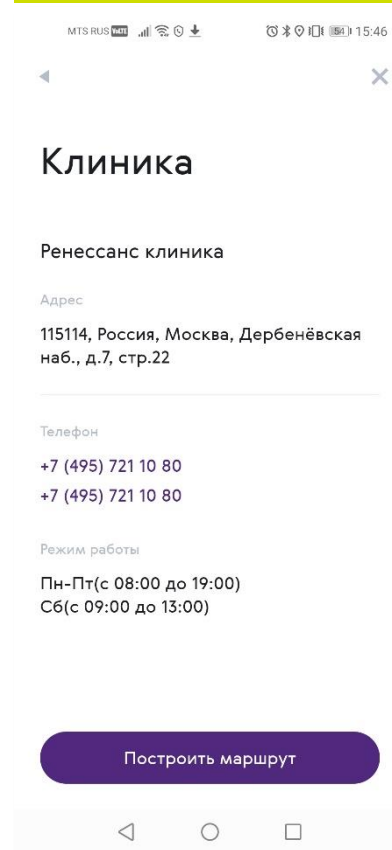 MTS RUS VoLTE 54 15:46
Клиника
Ренессанс клиника
Адрес
115114, Россия, Москва, Дербенёвская
наб., д.7, стр.22
Телефон
+7 (495) 721 10 80
+7 (495) 721 10 80
Режим работы
Пн-Пт(с 08:00 до 19:00)
Сб(с 09:00 до 13:00)
Построить маршрут